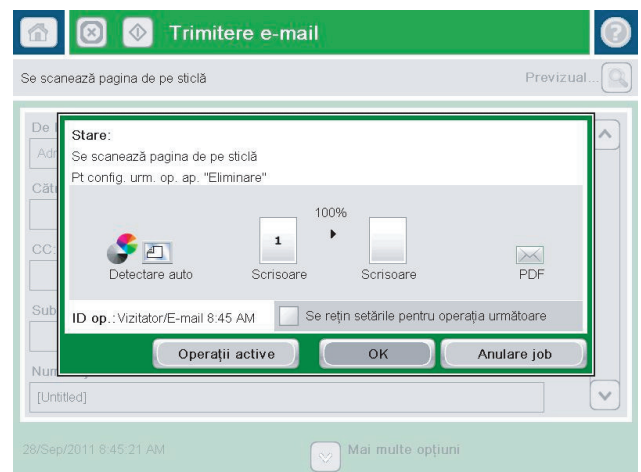 Trimitere e-mail
Se scanează pagina de pe sticlă
Previzual...
De l
Adr
Cătr
CC:
Sub
Num
[Untitled]
Stare:
Se scanează pagina de pe sticlă
Pt config. urm. op. ap. "Eliminare"
100%
1
Detectare auto
Scrisoare
Scrisoare
PDF
ID op.: Vizitator/E-mail 8:45 AM
Se rețin setările pentru operația următoare
Operații active
OK
Anulare job
28/Sep/2011 8:45:21 AM
Mai multe opțiuni